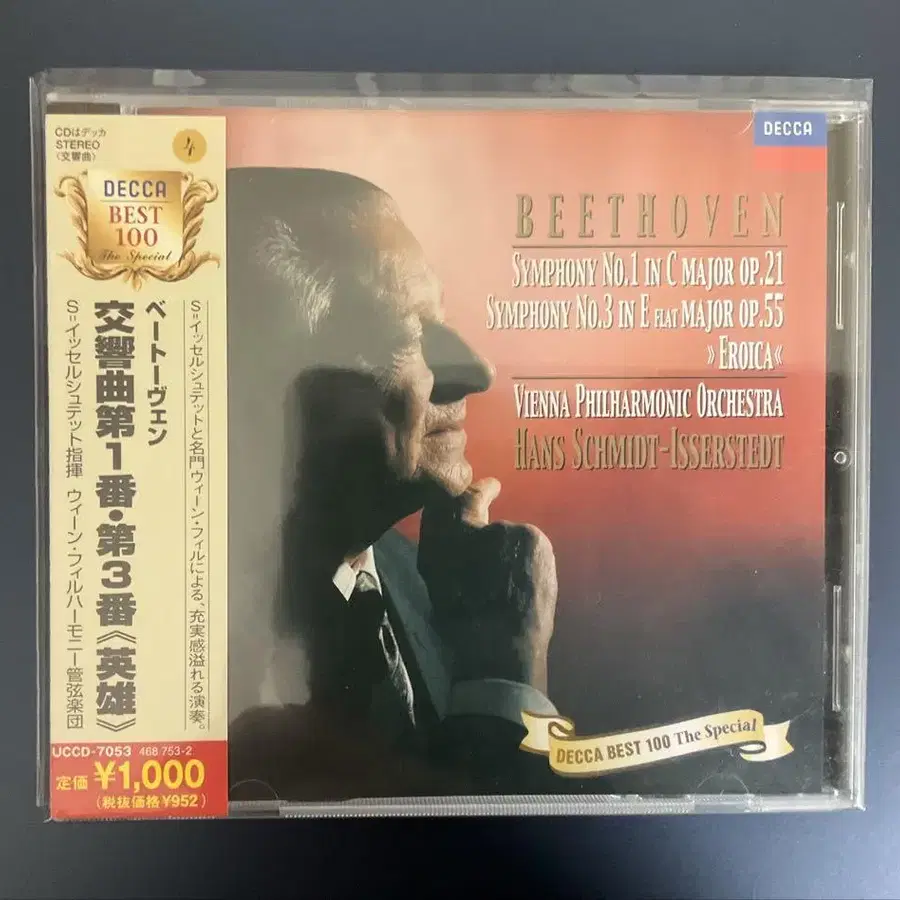 CDはデッカ
STEREO
〈交響曲〉
4
DECCA
BEST
100
The Special
S=イッセルシュテットと名門ウィーン・フィルによる、充実感溢れる演奏。
ベートーヴェン
交響曲第1番・第3番《英雄》
S=イッセルシュテット指揮 ウィーン・フィルハーモニー管弦楽団
UCCD-7053 468 753-2
定価 ¥1,000
(税抜価格¥952)
DECCA
BEETHOVEN
SYMPHONY NO.1 IN C MAJOR OP.21
SYMPHONY NO.3 IN E FLAT MAJOR OP.55
»EROICA«
VIENNA PHILHARMONIC ORCHESTRA
HANS SCHMIDT-ISSERSTEDT
DECCA BEST 100 The Special